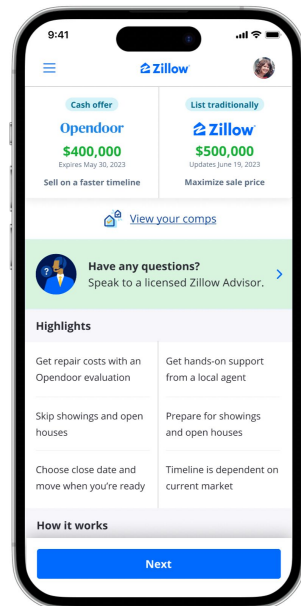 9:41
Zillow
Cash offer
Opendoor
$400,000
Expires May 30, 2023
Sell on a faster timeline
List traditionally
Zillow
$500,000
Updates June 19, 2023
Maximize sale price
View your comps
Have any questions?
Speak to a licensed Zillow Advisor.
Highlights
Get repair costs with an
Opendoor evaluation
Get hands-on support
from a local agent
Skip showings and open
houses
Prepare for showings
and open houses
Choose close date and
move when you're ready
Timeline is dependent on
current market
How it works
Next